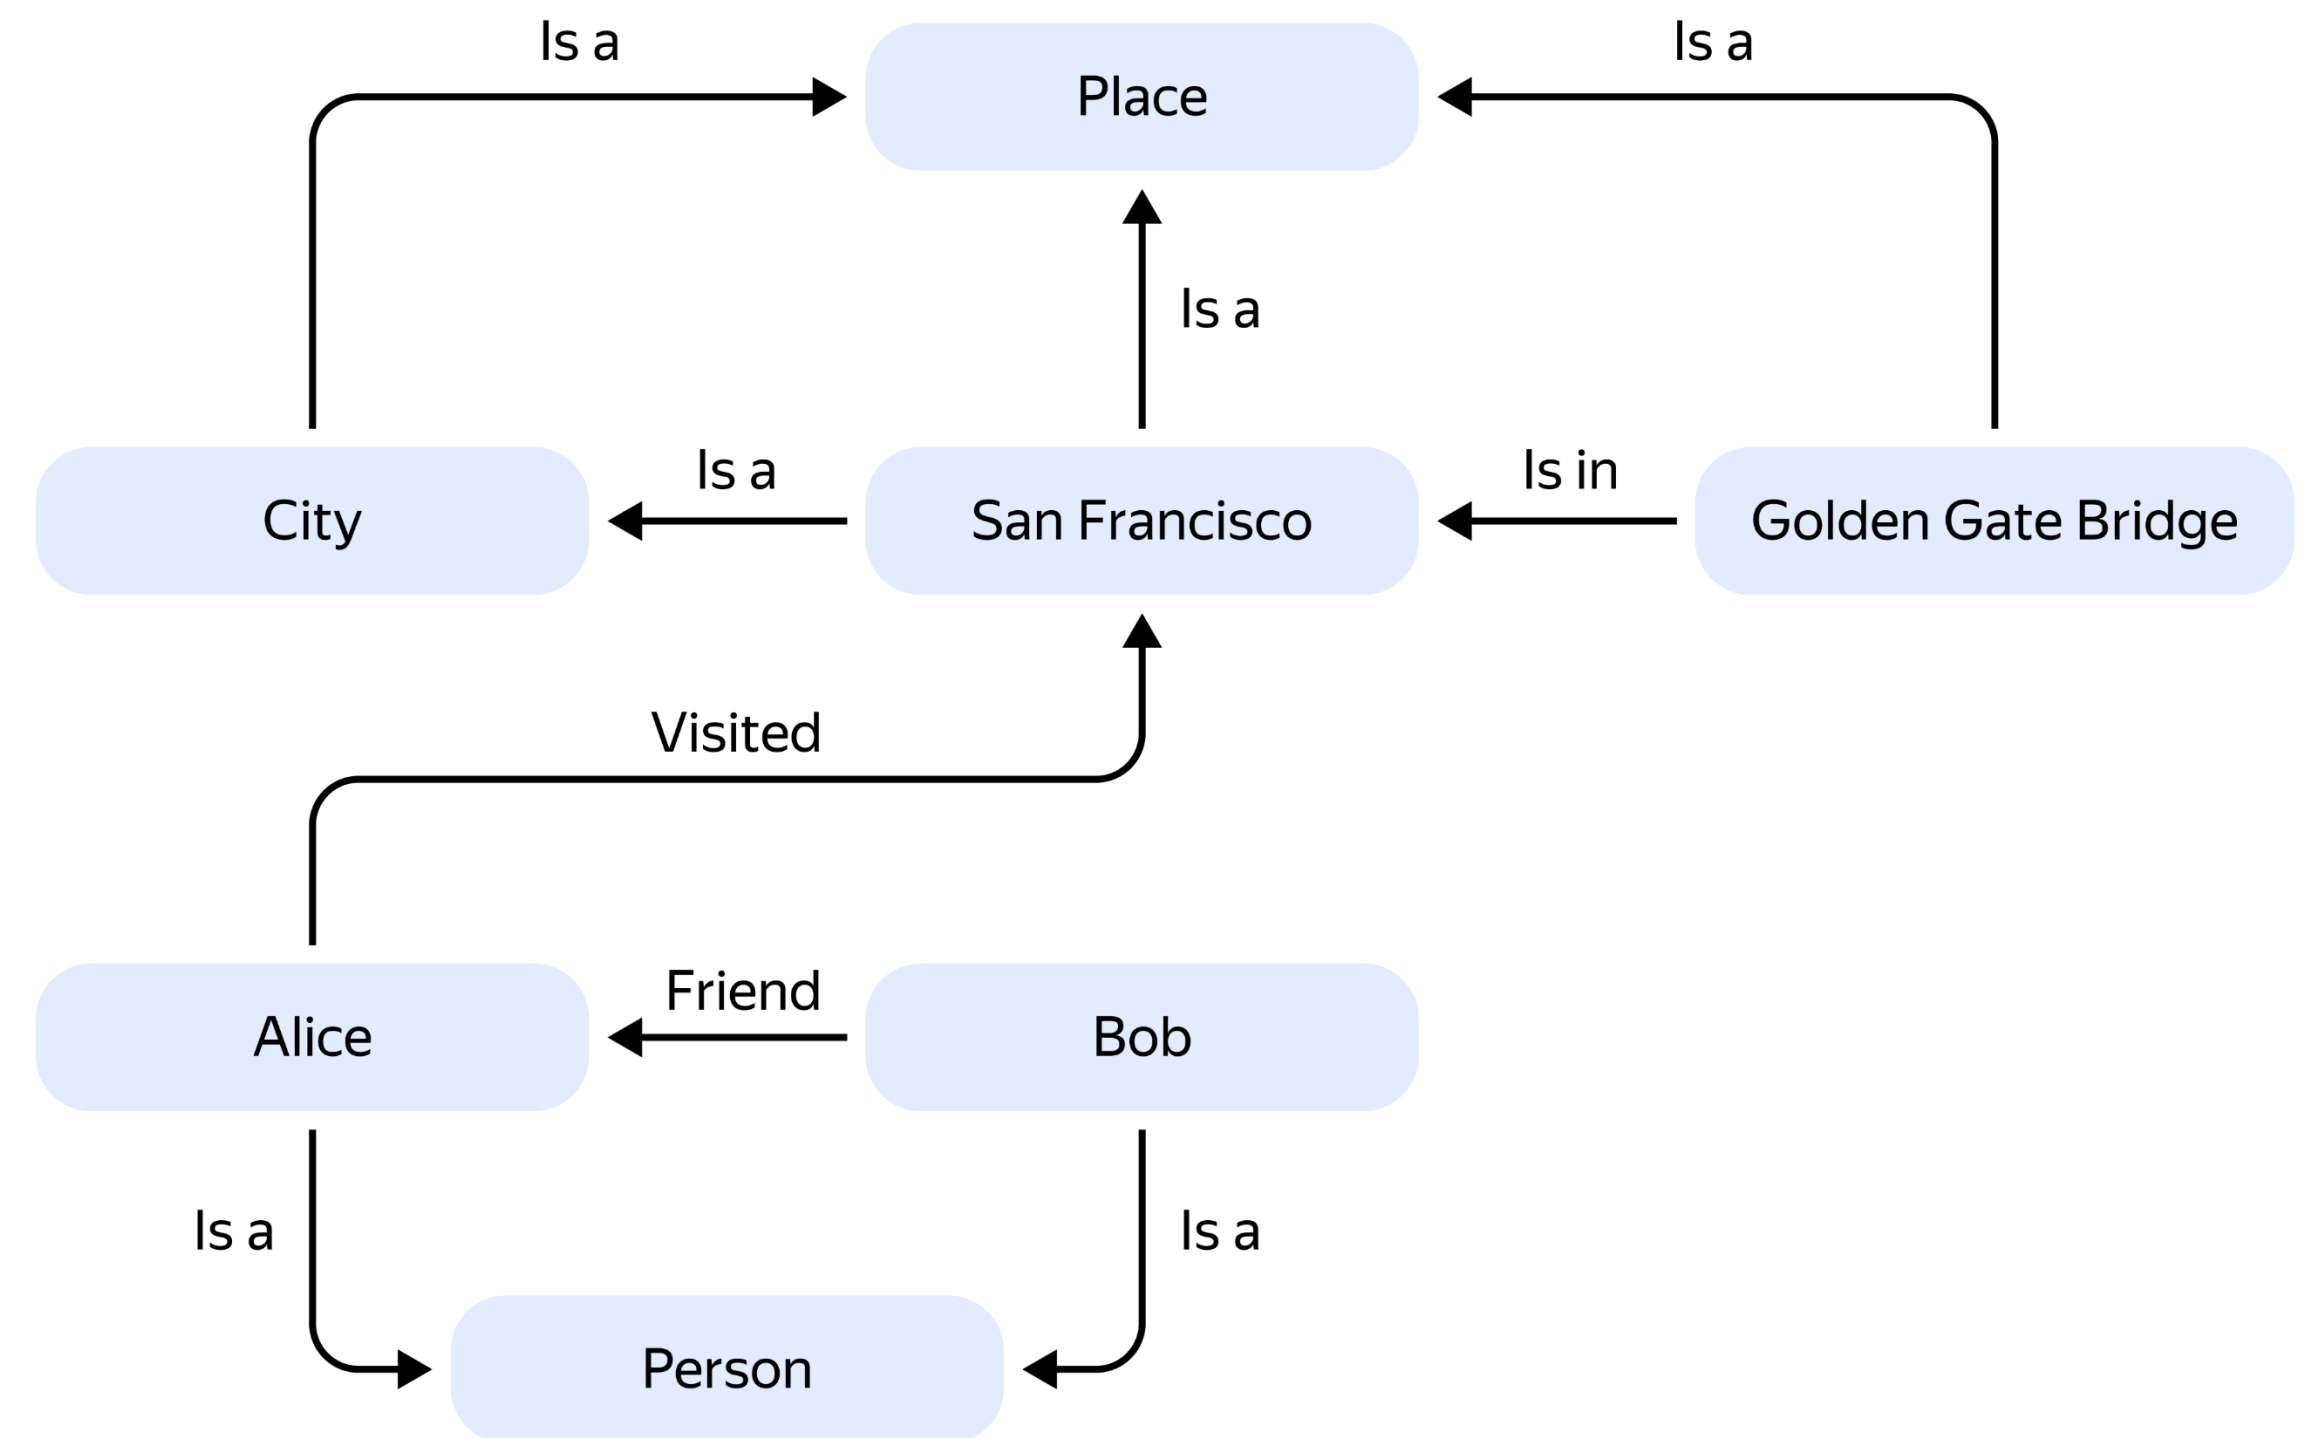 Is a
Place
Is a
Is a
City
Is a
San Francisco
Is in
Golden Gate Bridge
Visited
Alice
Friend
Bob
Is a
Is a
Person